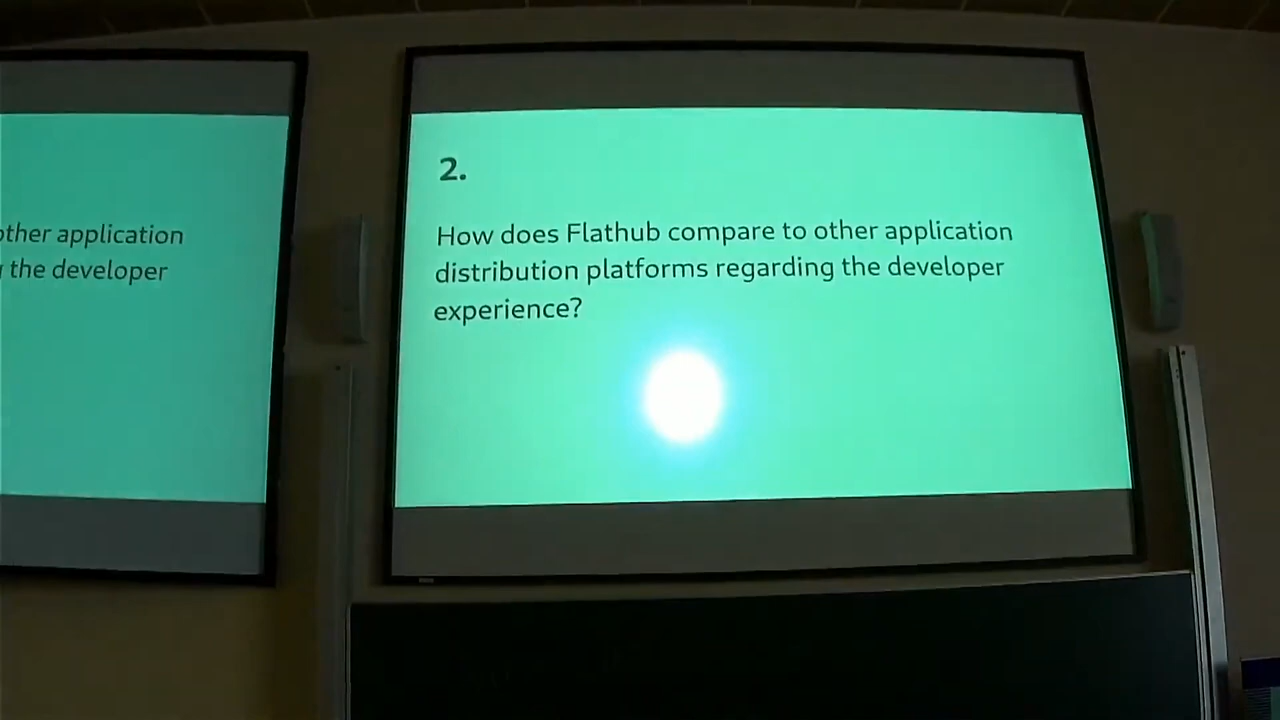 other application
the developer
2.
How does Flathub compare to other application
distribution platforms regarding the developer
experience?